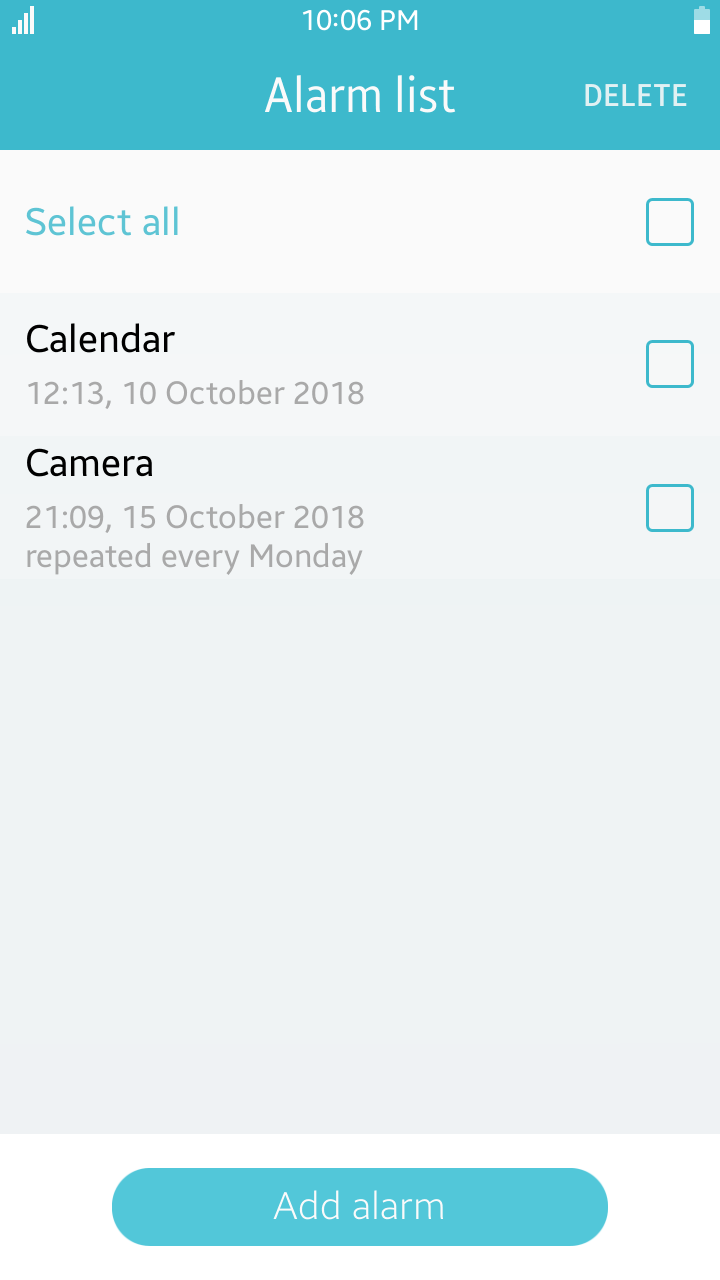 10:06 PM
Alarm list
DELETE
Select all
Calendar
12:13, 10 October 2018
Camera
21:09, 15 October 2018
repeated every Monday
Add alarm